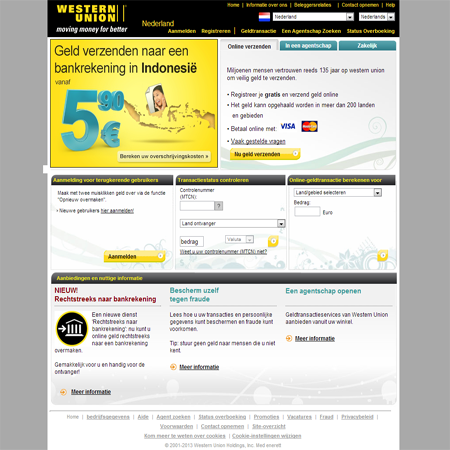 WESTERN UNION
moving money for better
Nederland
Home | Informatie over ons | Beleggersrelaties | Contact opnemen | Help
Nederland
Nederlands
Aanmelden Registreren | Geldtransactie Een Agentschap Zoeken Status Overboeking
Geld verzenden naar een
bankrekening in Indonesië
vanaf
5,90 €
Bereken uw overschrijvingskosten »
Online verzenden
In een agentschap
Zakelijk
Miljoenen mensen vertrouwen reeds 135 jaar op western union
om veilig geld te verzenden.
• Registreer je gratis en verzend geld online
• Het geld kan opgehaald worden in meer dan 200 landen
en gebieden
• Betaal online met: VISA MasterCard
• Vaak gestelde vragen
Nu geld verzenden
Aanmelding voor terugkerende gebruikers
Maak met twee muisklikken geld over via de functie
"Opnieuw overmaken".
› Nieuwe gebruikers hier aanmelden!
Aanmelden
Transactiestatus controleren
Controlenummer
(MTCN):
?
Land ontvanger
bedrag
Valuta
Weet u uw controlenummer (MTCN) niet?
Online-geldtransactie berekenen voor
Landgebied selecteren
Bedrag:
Euro
Aanbiedingen en nuttige informatie
NIEUW!
Rechtstreeks naar bankrekening
Een nieuwe dienst
'Rechtstreeks naar
bankrekening': nu kunt u
online geld rechtstreeks
naar een bankrekening
overmaken.
Gemakkelijk voor u en handig voor de
ontvanger!
Meer informatie
Bescherm uzelf
tegen fraude
Lees hoe u uw transacties en persoonlijke
gegevens kunt beschermen en fraude kunt
voorkomen.
Tip: stuur geen geld naar mensen die u niet
kent.
Meer informatie
Een agentschap openen
Geldtransactieservices van Western Union
aanbieden vanuit uw winkel.
Meer informatie
Home | bedrijfsgegevens | Aide | Agent zoeken | Status overboeking | Promoties | Vacatures | Fraud | Privacybeleid |
Voorwaarden | Contact opnemen | Site-overzicht
Kom meer te weten over cookies | Cookie-instellingen wijzigen
© 2001-2013 Western Union Holdings, Inc. Met enerett